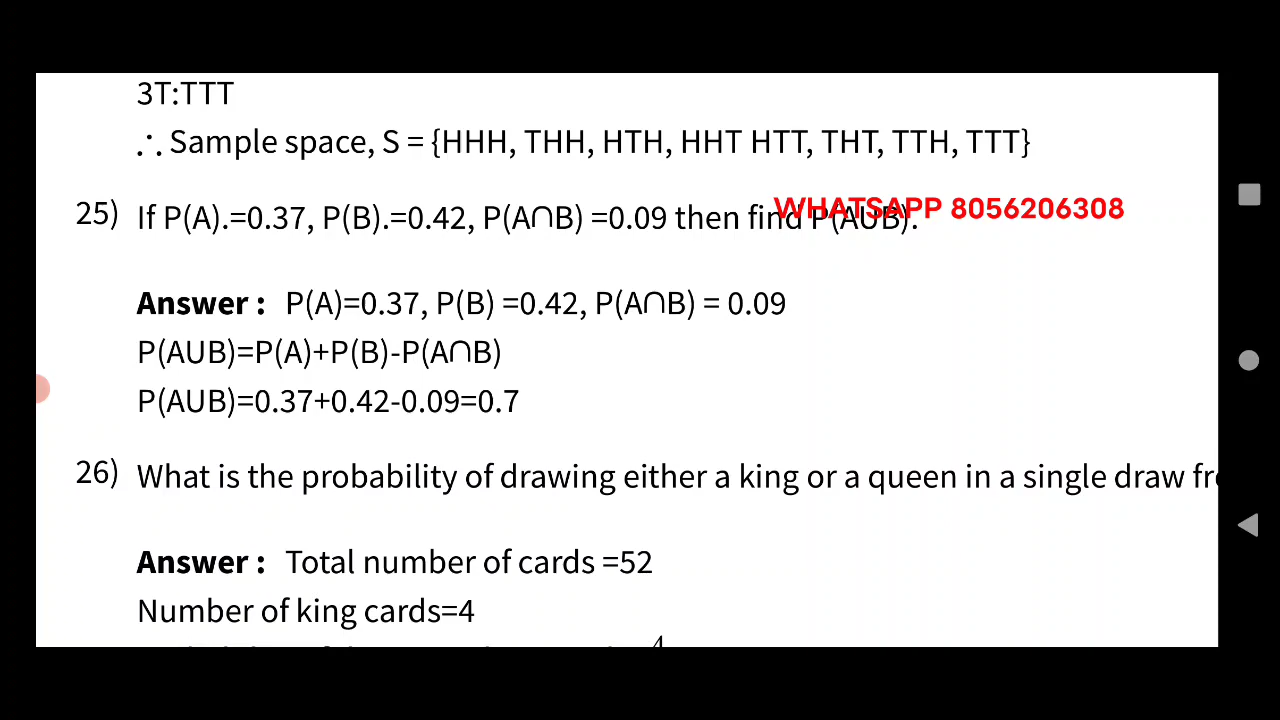 3T:TTT
∴ Sample space, S = {HHH, THH, HTH, HHT HTT, THT, TTH, TTT}
25) If P(A).=0.37, P(B).=0.42, P(A∩B) =0.09 then find P(AUB).
WHATSAPP 8056206308
Answer : P(A)=0.37, P(B) =0.42, P(A∩B) = 0.09
P(AUB)=P(A)+P(B)-P(A∩B)
P(AUB)=0.37+0.42-0.09=0.7
26) What is the probability of drawing either a king or a queen in a single draw
Answer : Total number of cards =52
Number of king cards=4